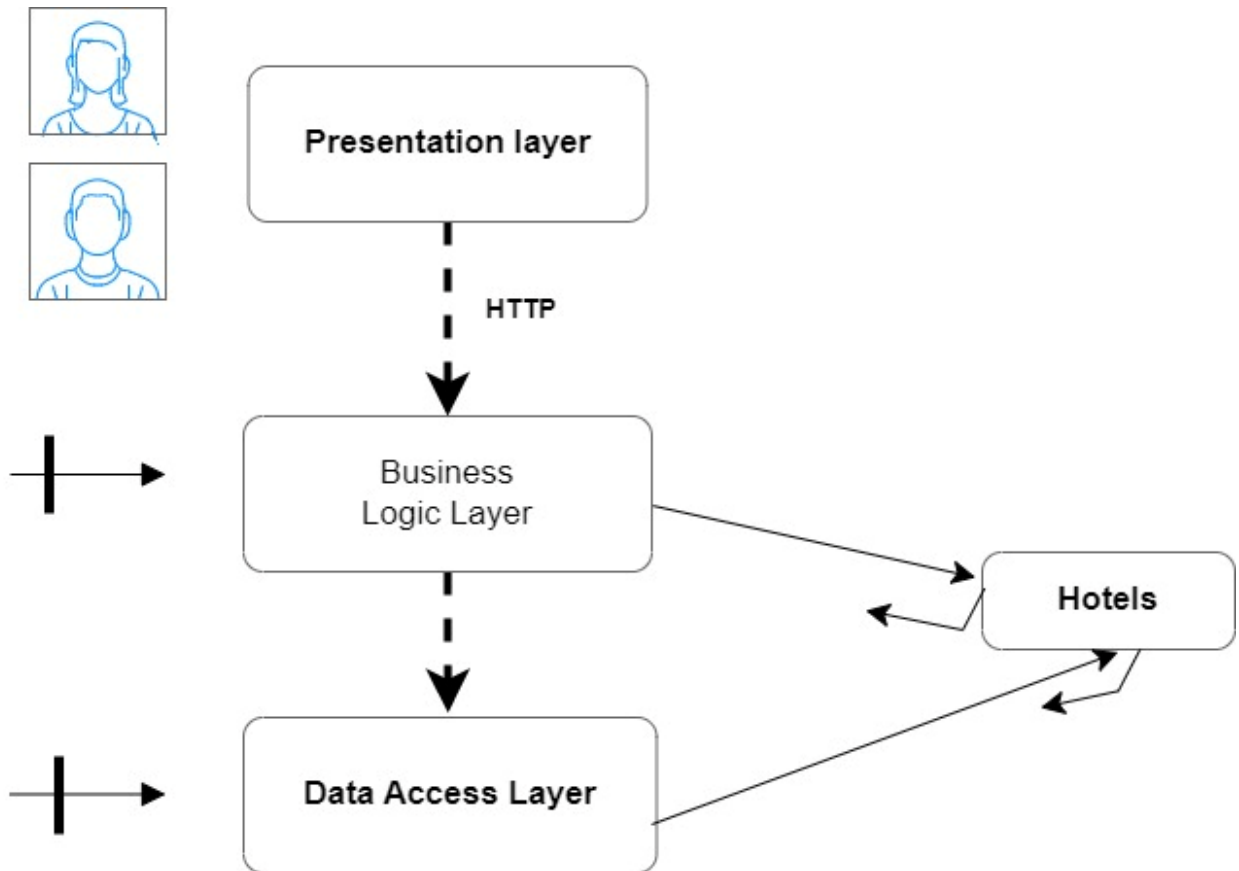 Presentation layer
HTTP
Business
Logic Layer
Hotels
Data Access Layer